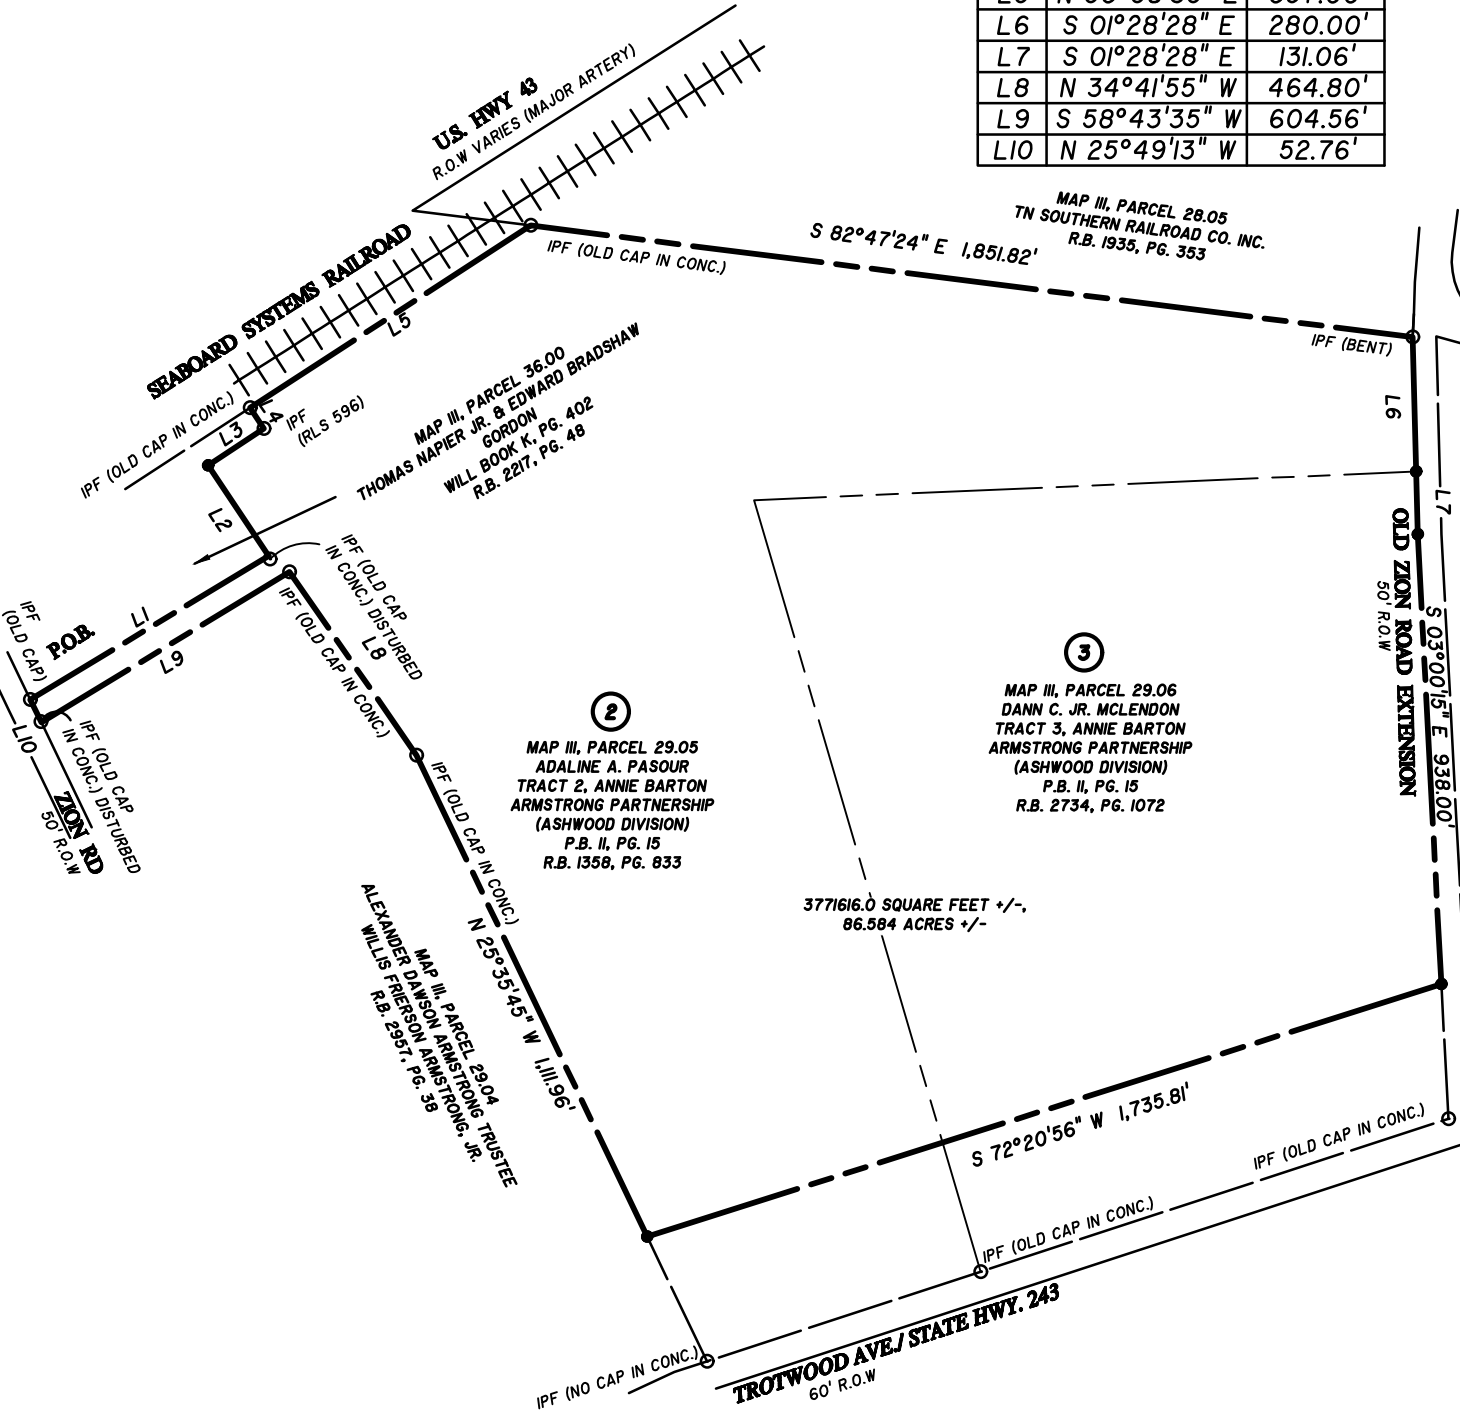 L6 S 01°28'28" E 280.00'
L7 S 01°28'28" E 131.06'
L8 N 34°41'55" W 464.80'
L9 S 58°43'35" W 604.56'
L10 N 25°49'13" W 52.76'
U.S. HWY 43
R.O.W VARIES (MAJOR ARTERY)
SEABOARD SYSTEMS RAILROAD
MAP 111, PARCEL 28.05
TN SOUTHERN RAILROAD CO. INC.
R.B. 1935, PG. 353
S 82°47'24" E 1,851.82'
IPF (OLD CAP IN CONC.)
IPF (BENT)
L5
L6
L7
IPF (OLD CAP IN CONC.)
L4
L3
IPF
(RLS 596)
MAP 111, PARCEL 36.00
THOMAS NAPIER JR. & EDWARD BRADSHAW
GORDON
WILL BOOK K, PG. 402
R.B. 2217, PG. 48
L2
IPF (OLD CAP
IN CONC.) DISTURBED
OLD ZION ROAD EXTENSION
50' R.O.W
S 03°00'15" E 938.00'
IPF
(OLD CAP)
P.O.B.
L1
L9
IPF (OLD CAP IN CONC.)
L8
L10
IPF (OLD CAP
IN CONC.) DISTURBED
ZION RD
50' R.O.W
2
MAP 111, PARCEL 29.05
ADALINE A. PASOUR
TRACT 2, ANNIE BARTON
ARMSTRONG PARTNERSHIP
(ASHWOOD DIVISION)
P.B. 11, PG. 15
R.B. 1358, PG. 833
3
MAP 111, PARCEL 29.06
DANN C. JR. MCLENDON
TRACT 3, ANNIE BARTON
ARMSTRONG PARTNERSHIP
(ASHWOOD DIVISION)
P.B. 11, PG. 15
R.B. 2734, PG. 1072
IPF (OLD CAP IN CONC.)
3771616.0 SQUARE FEET +/-,
86.584 ACRES +/-
N 25°35'45" W 1,111.96'
MAP 111, PARCEL 29.04
ALEXANDER DAWSON ARMSTRONG TRUSTEE
WILLIS FRIERSON ARMSTRONG, JR.
R.B. 2957, PG. 38
S 72°20'56" W 1,735.81'
IPF (OLD CAP IN CONC.)
IPF (OLD CAP IN CONC.)
IPF (NO CAP IN CONC.)
TROTWOOD AVE./ STATE HWY. 243
60' R.O.W